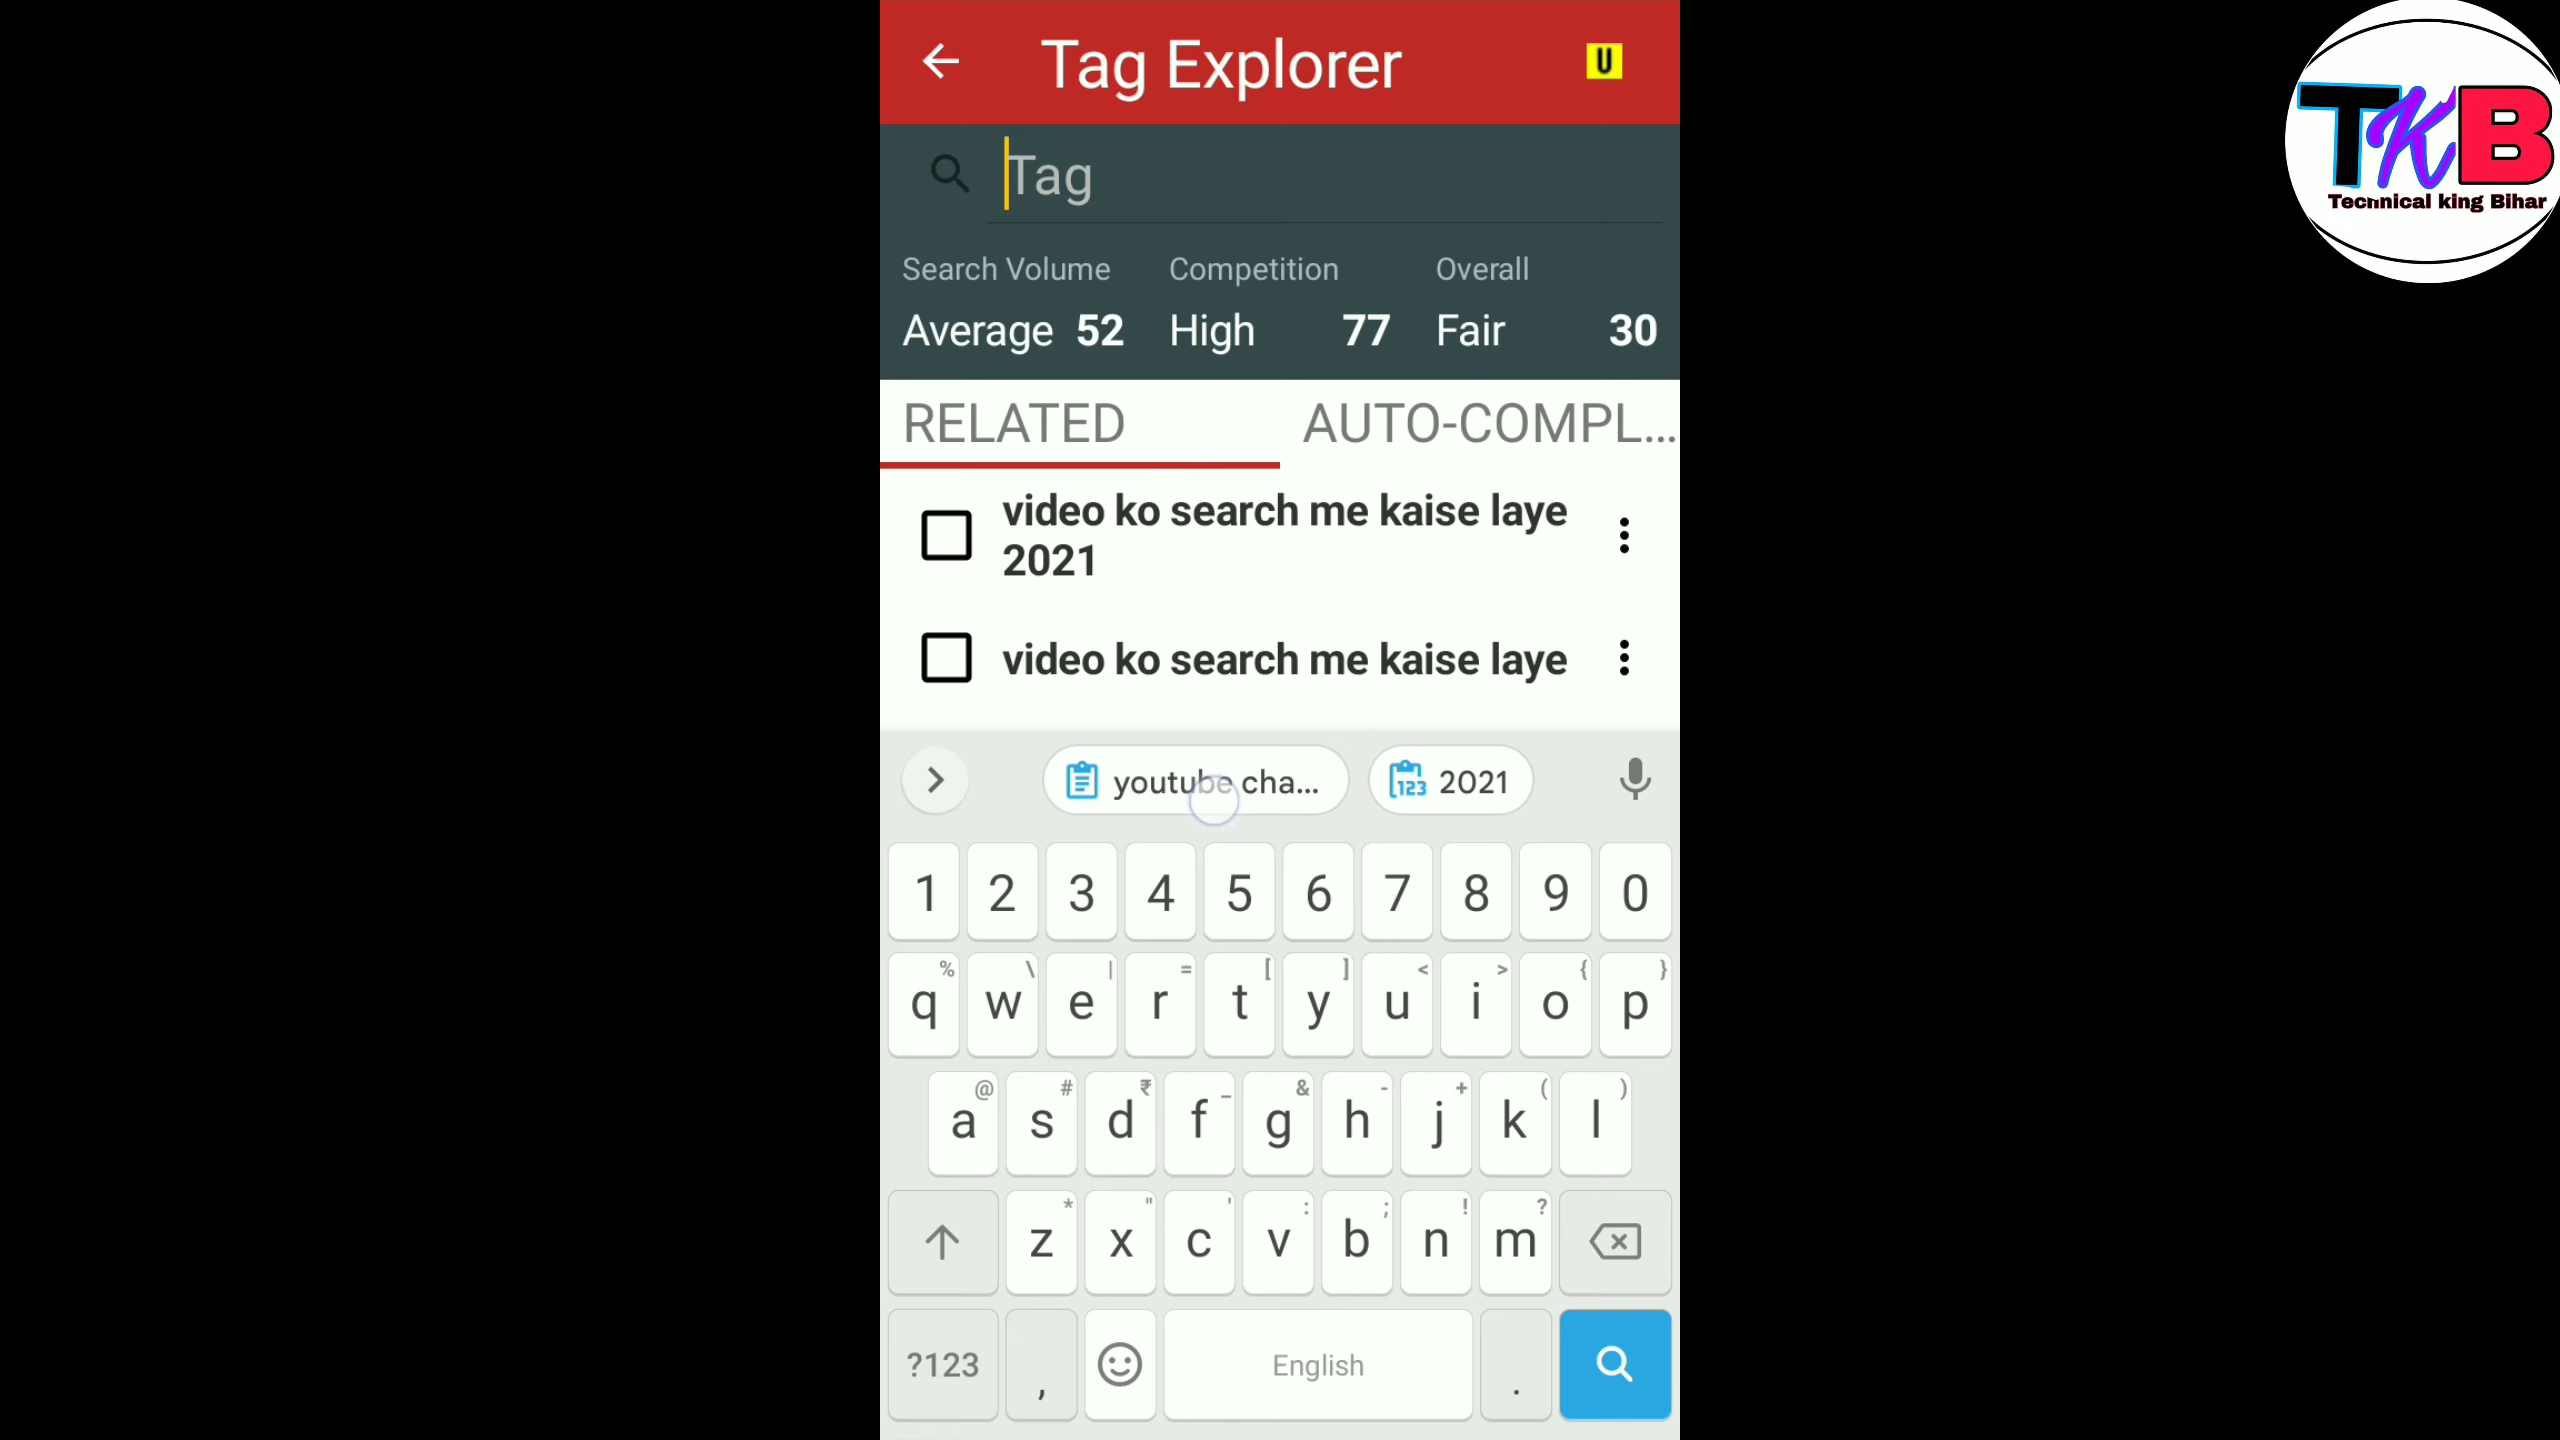 Tag Explorer
U
Tag
Search Volume Competition Overall
Average 52 High 77 Fair 30
RELATED AUTO-COMPL...
video ko search me kaise laye
2021
video ko search me kaise laye
youtube cha... 123 2021
1 2 3 4 5 6 7 8 9 0
% \ | = [ ] < > { }
q w e r t y u i o p
@ # ₹ _ & - + ( )
a s d f g h j k l
* " ' : ; ! ?
z x c v b n m
?123 , English .
TKB
Technical king Bihar